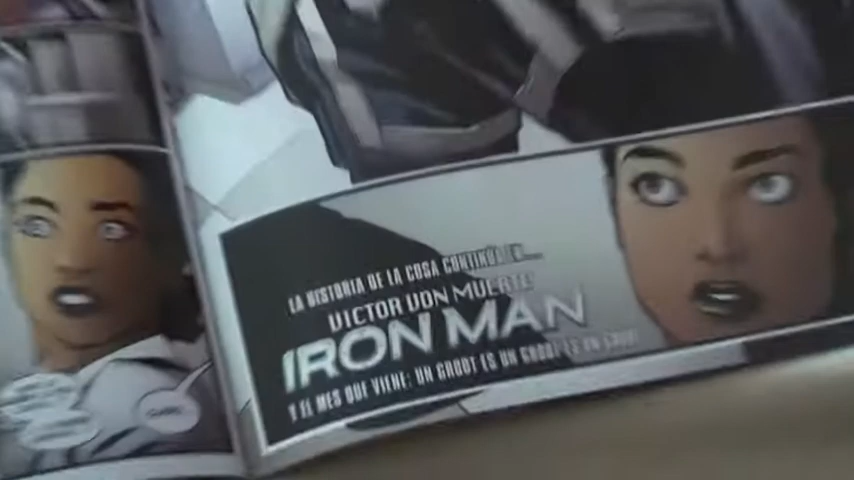 LA HISTORIA DE LA COSA CONTINÚA EN...
VICTOR VON MUERTE:
IRON MAN
Y EL MES QUE VIENE: UN GROOT ES UN GROOT ES UN GROOT